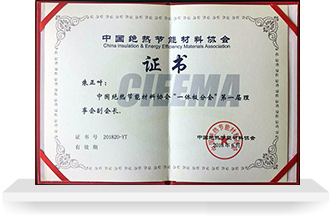 中国绝热节能材料协会
China Insulation & Energy Efficiency Materials Association
证书
CIEEMA
朱正叶:
中国绝热节能材料协会“一体板分会”第一届理
事会副会长。
证书号 201820-YT
有效期
中国绝热节能材料协会